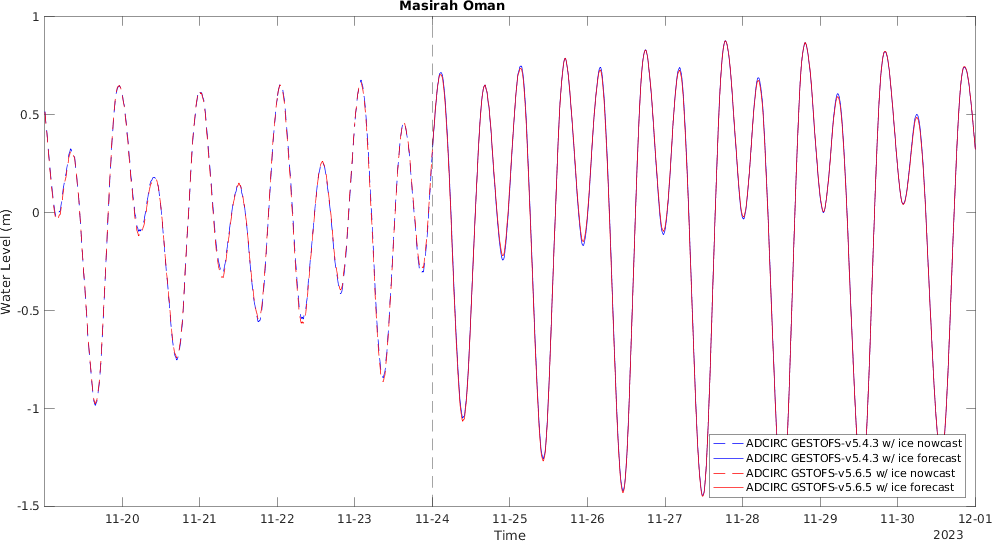 Masirah Oman
Water Level (m)
1
0.5
0
-0.5
-1
-1.5
ADCIRC GESTOFS-v5.4.3 w/ ice nowcast
ADCIRC GESTOFS-v5.4.3 w/ ice forecast
ADCIRC GSTOFS-v5.6.5 w/ ice nowcast
ADCIRC GSTOFS-v5.6.5 w/ ice forecast
11-20 11-21 11-22 11-23 11-24 11-25 11-26 11-27 11-28 11-29 11-30 12-01
Time
2023